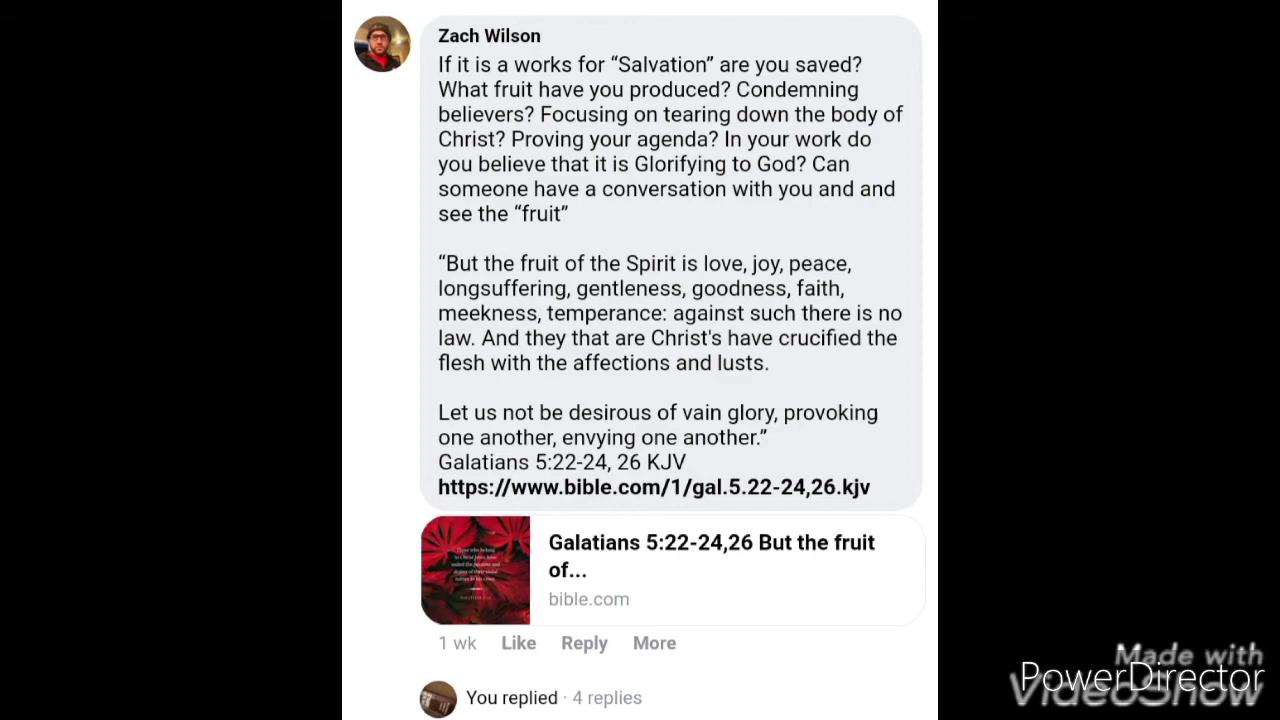 Zach Wilson
If it is a works for “Salvation” are you saved?
What fruit have you produced? Condemning
believers? Focusing on tearing down the body of
Christ? Proving your agenda? In your work do
you believe that it is Glorifying to God? Can
someone have a conversation with you and and
see the “fruit”
“But the fruit of the Spirit is love, joy, peace,
longsuffering, gentleness, goodness, faith,
meekness, temperance: against such there is no
law. And they that are Christ's have crucified the
flesh with the affections and lusts.
Let us not be desirous of vain glory, provoking
one another, envying one another.”
Galatians 5:22-24, 26 KJV
https://www.bible.com/1/gal.5.22-24,26.kjv
Galatians 5:22-24,26 But the fruit
of...
bible.com
1 wk Like Reply More
You replied · 4 replies
Made with
PowerDirector
VideoShow